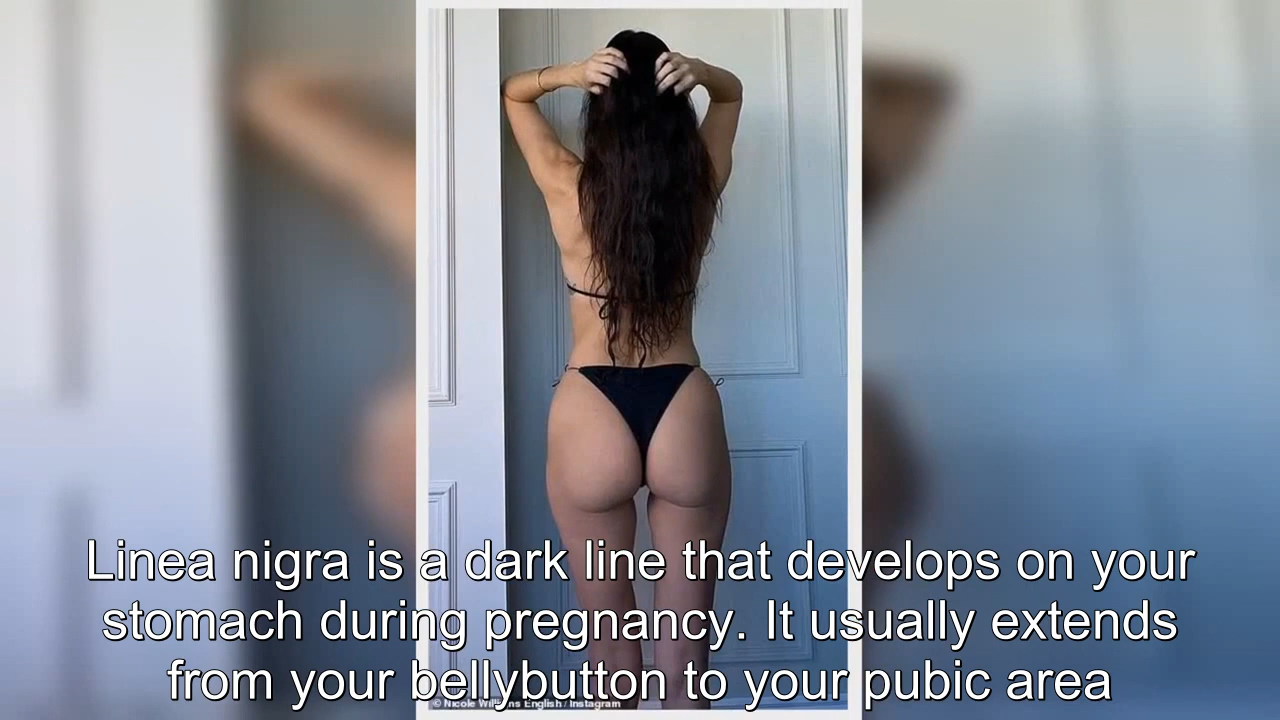 Linea nigra is a dark line that develops on your
stomach during pregnancy. It usually extends
from your bellybutton to your pubic area
© Nicole Williams English / Instagram